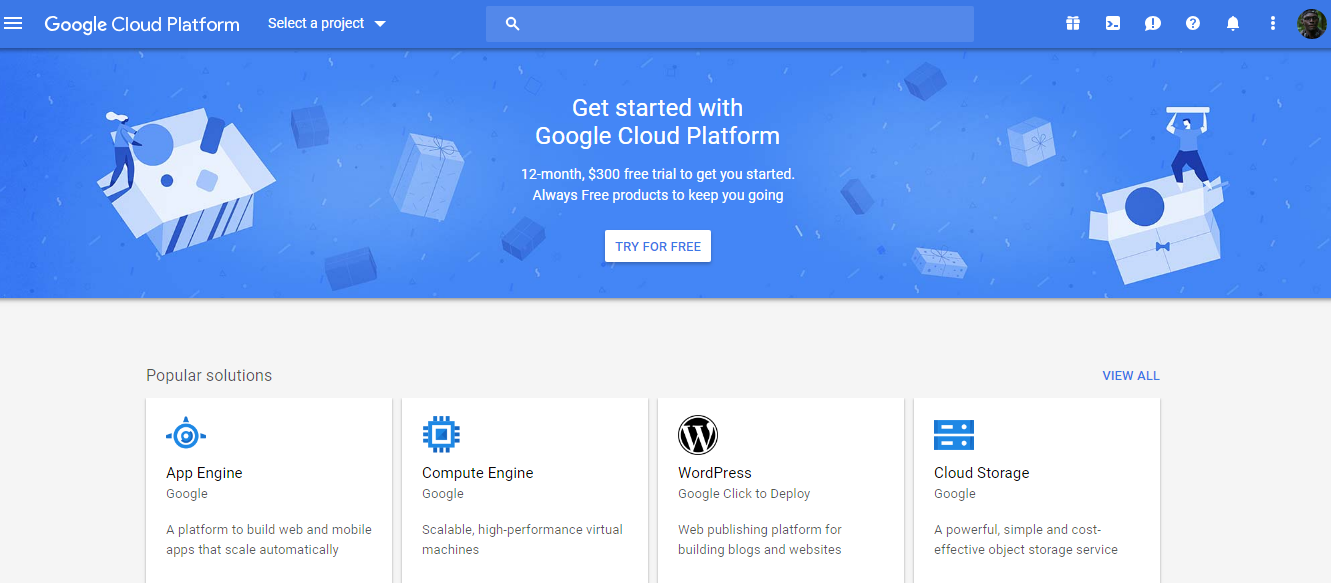 Google Cloud Platform
Select a project
Get started with
Google Cloud Platform
12-month, $300 free trial to get you started.
Always Free products to keep you going
TRY FOR FREE
Popular solutions
VIEW ALL
App Engine
Google
A platform to build web and mobile
apps that scale automatically
Compute Engine
Google
Scalable, high-performance virtual
machines
WordPress
Google Click to Deploy
Web publishing platform for
building blogs and websites
Cloud Storage
Google
A powerful, simple and cost-
effective object storage service